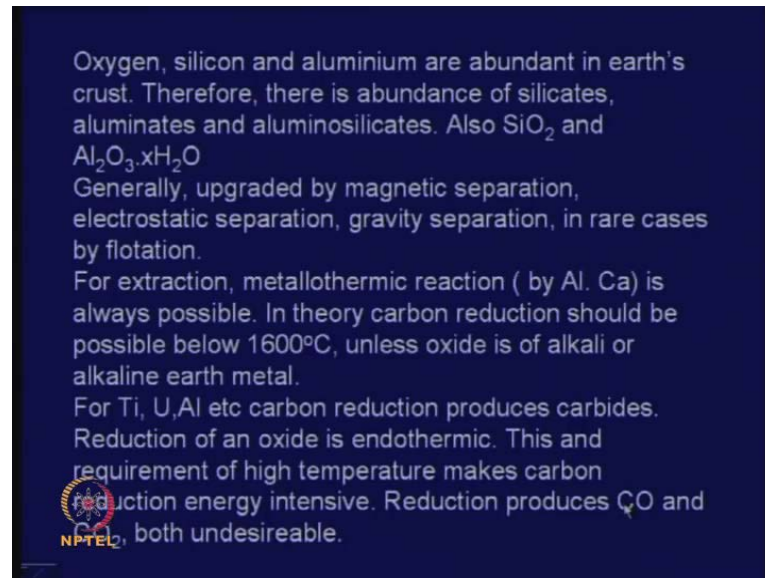 Oxygen, silicon and aluminium are abundant in earth's
crust. Therefore, there is abundance of silicates,
aluminates and aluminosilicates. Also SiO₂ and
Al₂O₃.xH₂O
Generally, upgraded by magnetic separation,
electrostatic separation, gravity separation, in rare cases
by flotation.
For extraction, metallothermic reaction ( by Al. Ca) is
always possible. In theory carbon reduction should be
possible below 1600ºC, unless oxide is of alkali or
alkaline earth metal.
For Ti, U,Al etc carbon reduction produces carbides.
Reduction of an oxide is endothermic. This and
requirement of high temperature makes carbon
reduction energy intensive. Reduction produces CO and
CO₂, both undesireable.
NPTEL